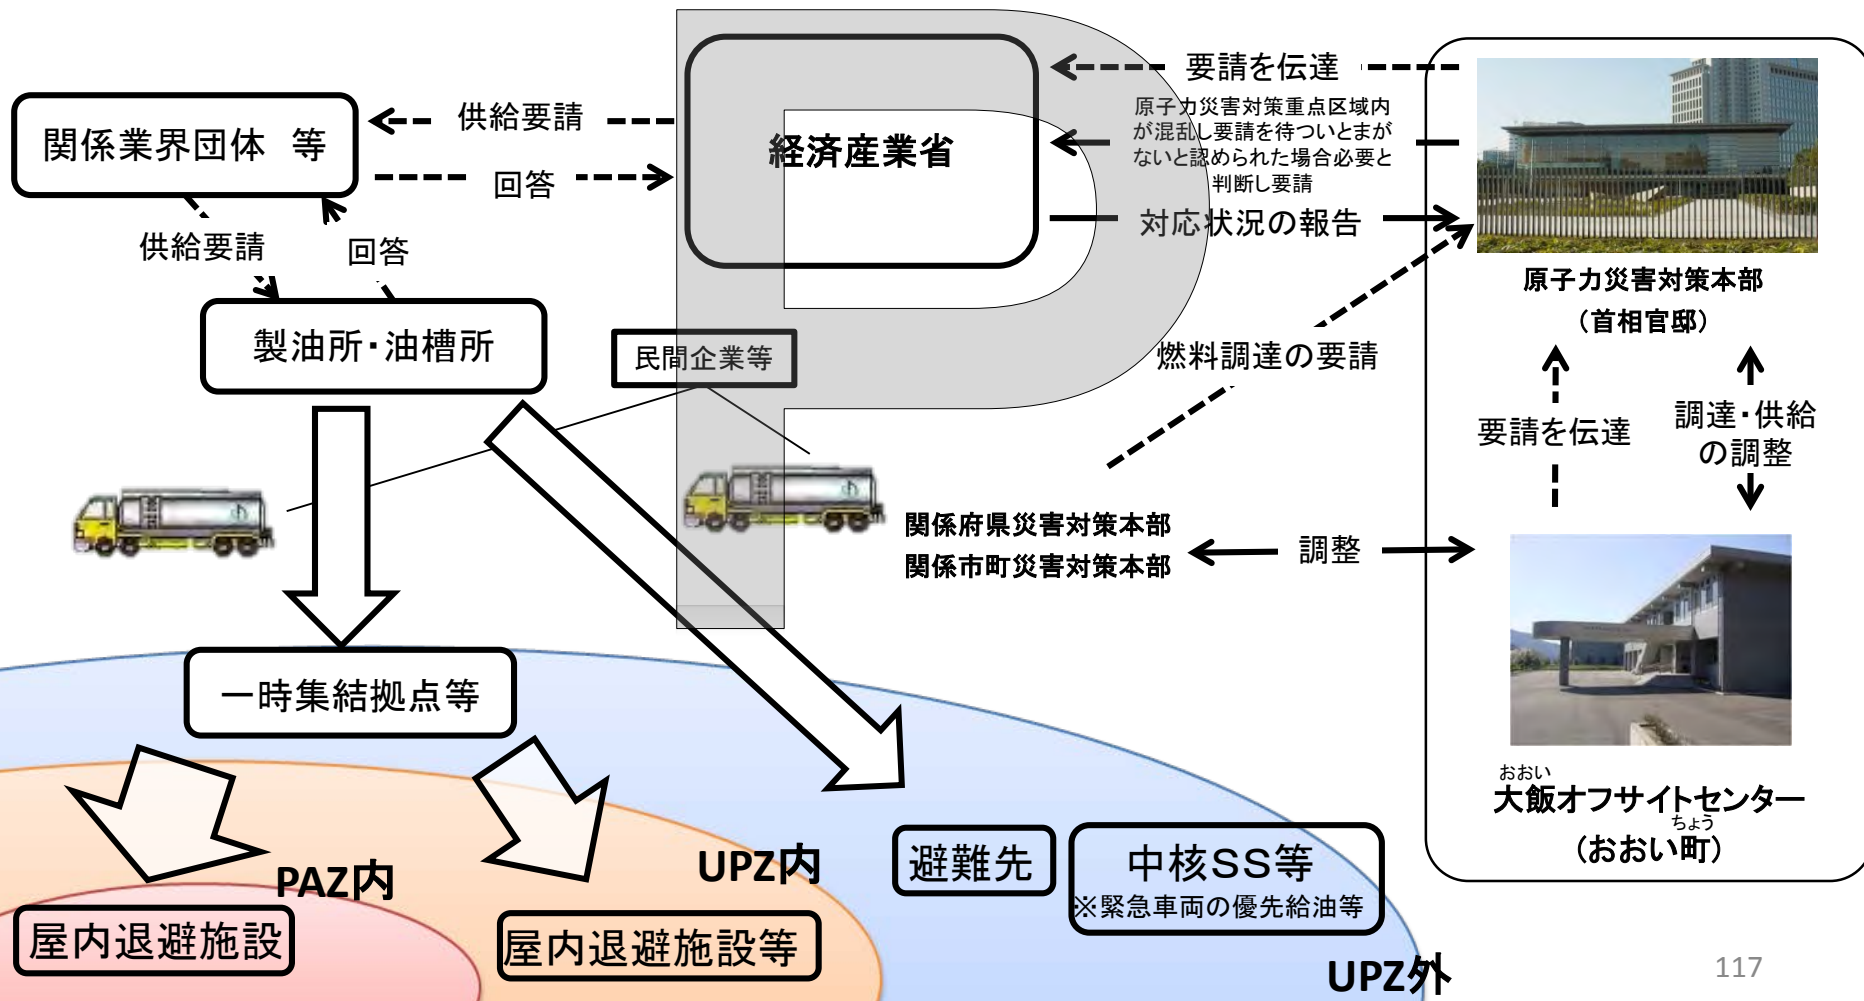 要請を伝達
原子力災害対策重点区域内
が混乱し要請を待ついとまが
ないと認められた場合必要と
判断し要請
対応状況の報告
経済産業省
供給要請
回答
関係業界団体　等
供給要請
回答
製油所・油槽所
民間企業等
燃料調達の要請
原子力災害対策本部
（首相官邸）
要請を伝達
調達・供給
の調整
関係府県災害対策本部
関係市町災害対策本部
調整
おおい
大飯オフサイトセンター
ちょう
（おおい町）
一時集結拠点等
PAZ内
UPZ内
避難先
中核SS等
※緊急車両の優先給油等
屋内退避施設
屋内退避施設等
UPZ外
117
P